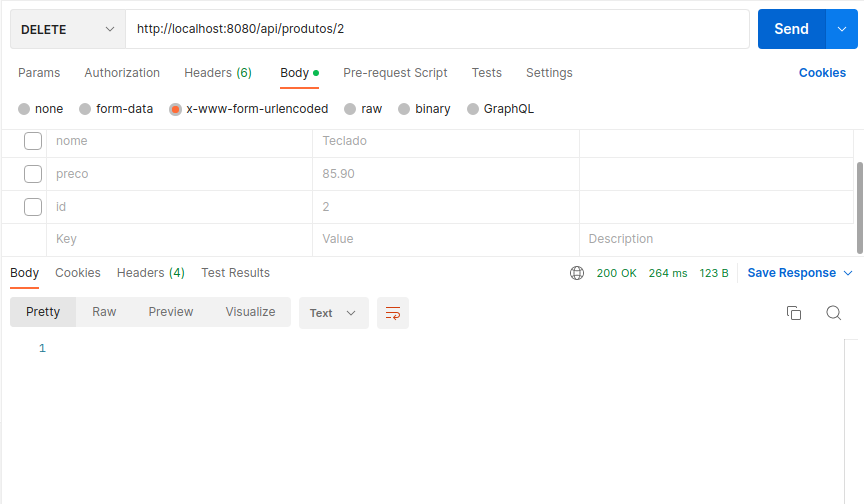 DELETE http://localhost:8080/api/produtos/2 Send
Params Authorization Headers (6) Body Pre-request Script Tests Settings Cookies
none form-data x-www-form-urlencoded raw binary GraphQL
nome Teclado
preco 85.90
id 2
Key Value Description
Body Cookies Headers (4) Test Results 200 OK 264 ms 123 B Save Response
Pretty Raw Preview Visualize Text
1